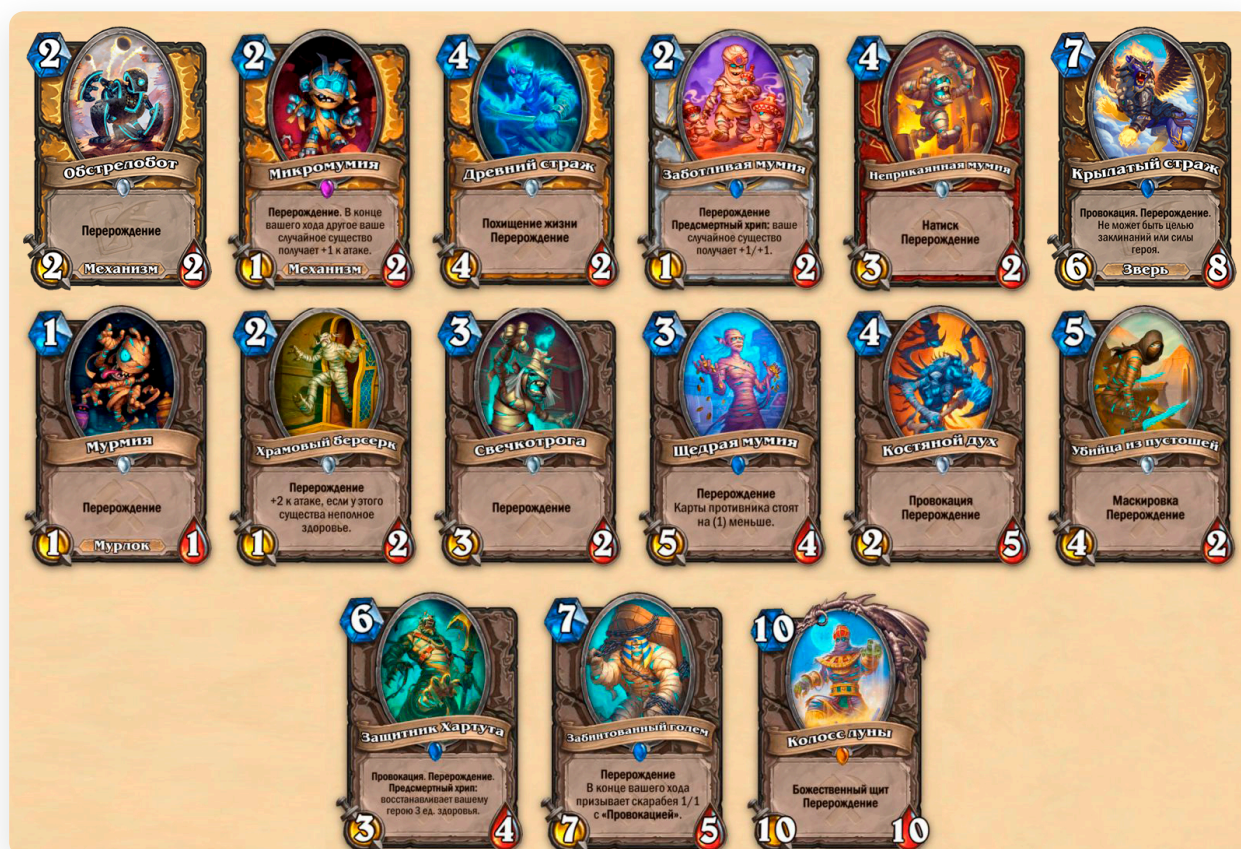 2
Обстрелобот
Перерождение
2
Механизм
2
2
Микромумия
Перерождение. В конце
вашего хода другое ваше
случайное существо
получает +1 к атаке.
1
Механизм
2
4
Древний страж
Похищение жизни
Перерождение
4
2
2
Заботливая мумия
Перерождение
Предсмертный хрип: ваше
случайное существо
получает +1/+1.
1
2
4
Неприкаянная мумия
Натиск
Перерождение
3
2
7
Крылатый страж
Провокация. Перерождение.
Не может быть целью
заклинаний или силы
героя.
6
Зверь
8
1
Мурмия
Перерождение
1
Мурлок
1
2
Храмовый берсерк
Перерождение
+2 к атаке, если у этого
существа неполное
здоровье.
1
2
3
Свечкотрога
Перерождение
3
2
3
Щедрая мумия
Перерождение
Карты противника стоят
на (1) меньше.
5
4
4
Костяной дух
Провокация
Перерождение
2
5
5
Убийца из пустошей
Маскировка
Перерождение
4
2
6
Защитник Хартута
Провокация. Перерождение.
Предсмертный хрип:
восстанавливает вашему
герою 3 ед. здоровья.
3
4
7
Забинтованный голем
Перерождение
В конце вашего хода
призывает скарабея 1/1
с «Провокацией».
7
5
10
Колосс луны
Божественный щит
Перерождение
10
10